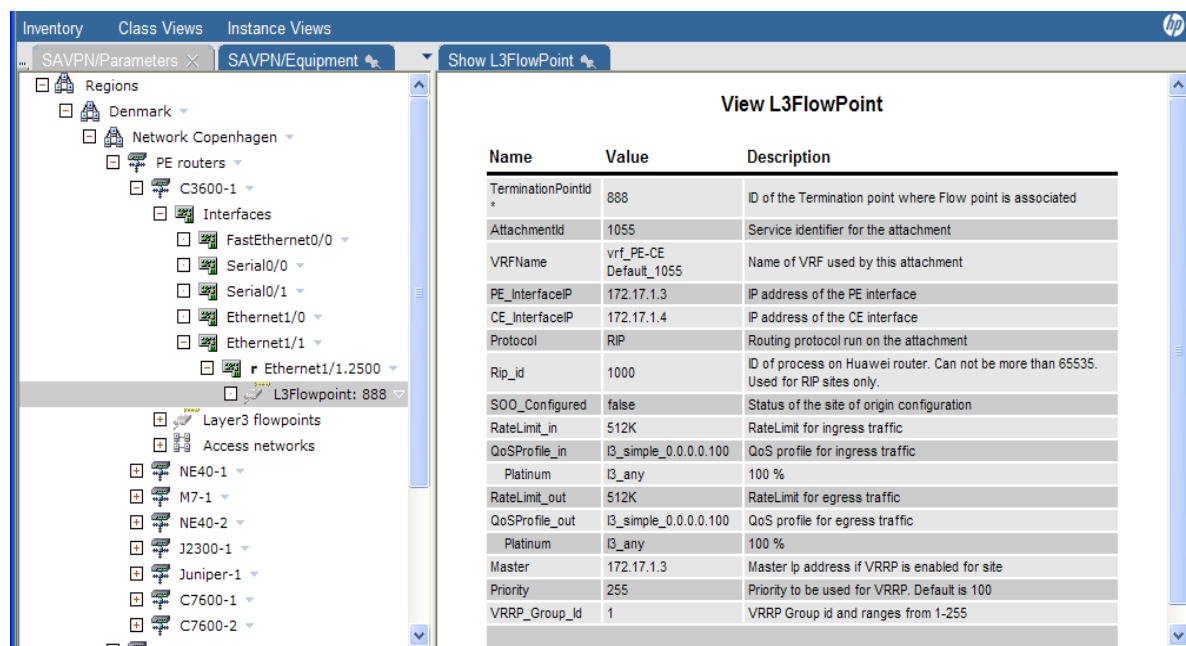 Inventory Class Views Instance Views
hp
... SAVPN/Parameters SAVPN/Equipment Show L3FlowPoint
Regions
Denmark
Network Copenhagen
PE routers
C3600-1
Interfaces
FastEthernet0/0
Serial0/0
Serial0/1
Ethernet1/0
Ethernet1/1
r Ethernet1/1.2500
L3Flowpoint: 888
Layer3 flowpoints
Access networks
NE40-1
M7-1
NE40-2
J2300-1
Juniper-1
C7600-1
C7600-2
View L3FlowPoint
Name Value Description
TerminationPointId * 888 ID of the Termination point where Flow point is associated
AttachmentId 1055 Service identifier for the attachment
VRFName vrf_PE-CE Default_1055 Name of VRF used by this attachment
PE_InterfaceIP 172.17.1.3 IP address of the PE interface
CE_InterfaceIP 172.17.1.4 IP address of the CE interface
Protocol RIP Routing protocol run on the attachment
Rip_id 1000 ID of process on Huawei router. Can not be more than 65535. Used for RIP sites only.
SOO_Configured false Status of the site of origin configuration
RateLimit_in 512K RateLimit for ingress traffic
QoSProfile_in l3_simple_0.0.0.0.100 QoS profile for ingress traffic
Platinum l3_any 100 %
RateLimit_out 512K RateLimit for egress traffic
QoSProfile_out l3_simple_0.0.0.0.100 QoS profile for egress traffic
Platinum l3_any 100 %
Master 172.17.1.3 Master Ip address if VRRP is enabled for site
Priority 255 Priority to be used for VRRP. Default is 100
VRRP_Group_Id 1 VRRP Group id and ranges from 1-255